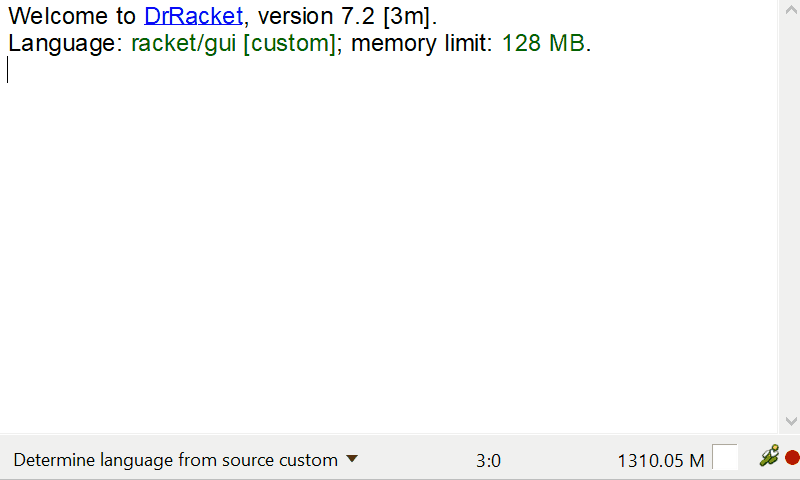 Welcome to DrRacket, version 7.2 [3m].
Language: racket/gui [custom]; memory limit: 128 MB.
Determine language from source custom 3:0 1310.05 M